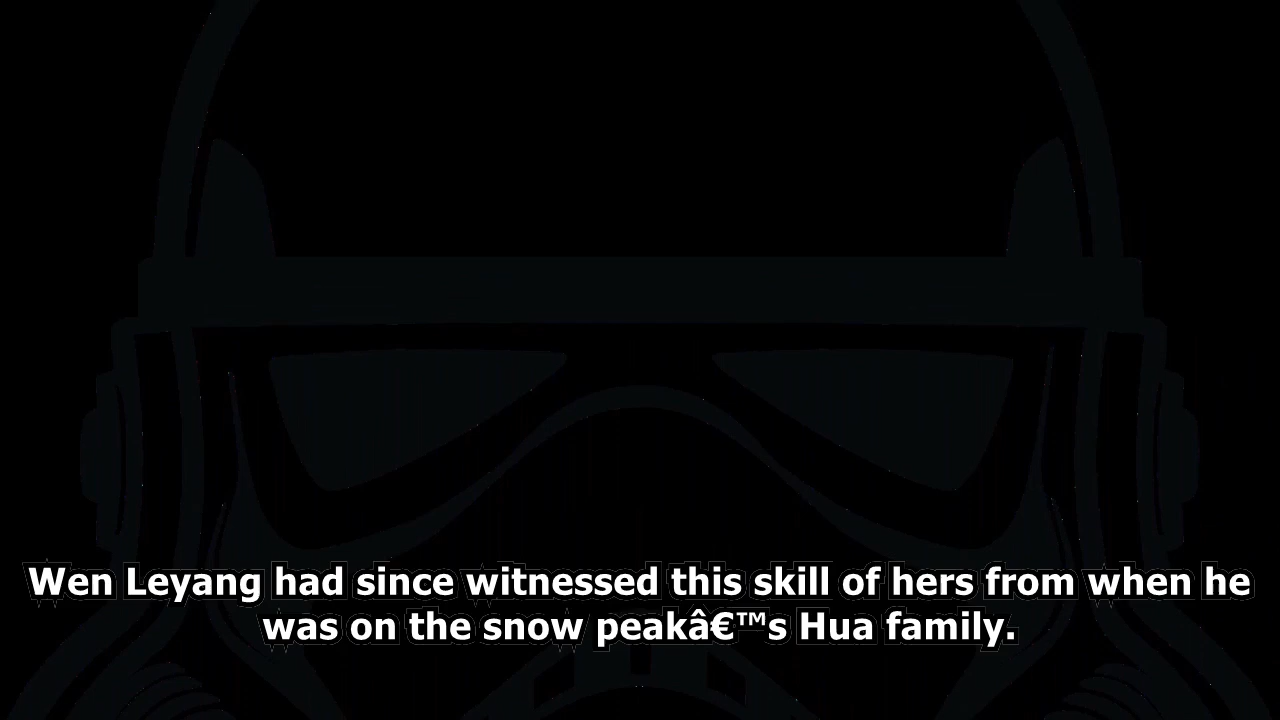 Wen Leyang had since witnessed this skill of hers from when he
was on the snow peakâ€™s Hua family.